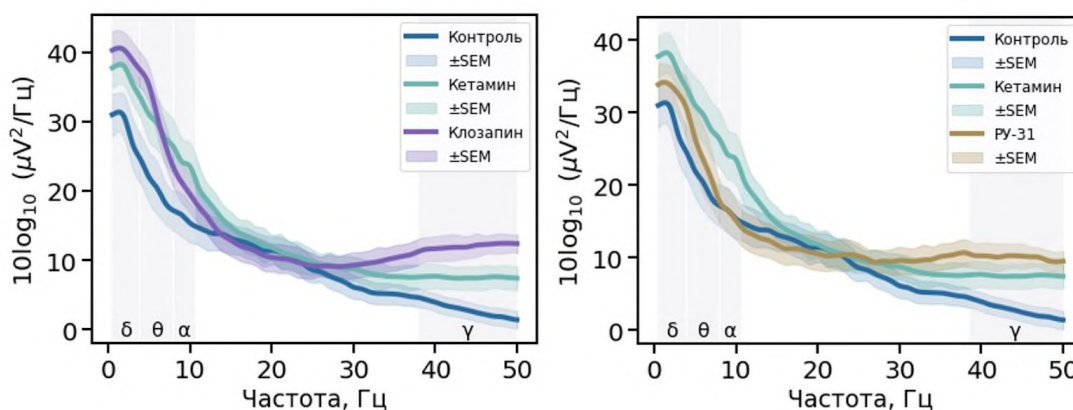 10log₁₀ (μV²/Гц)
40
30
20
10
0
Контроль
±SEM
Кетамин
±SEM
Клозапин
±SEM
δ θ α γ
0 10 20 30 40 50
Частота, Гц
10log₁₀ (μV²/Гц)
40
30
20
10
0
Контроль
±SEM
Кетамин
±SEM
РУ-31
±SEM
δ θ α γ
0 10 20 30 40 50
Частота, Гц